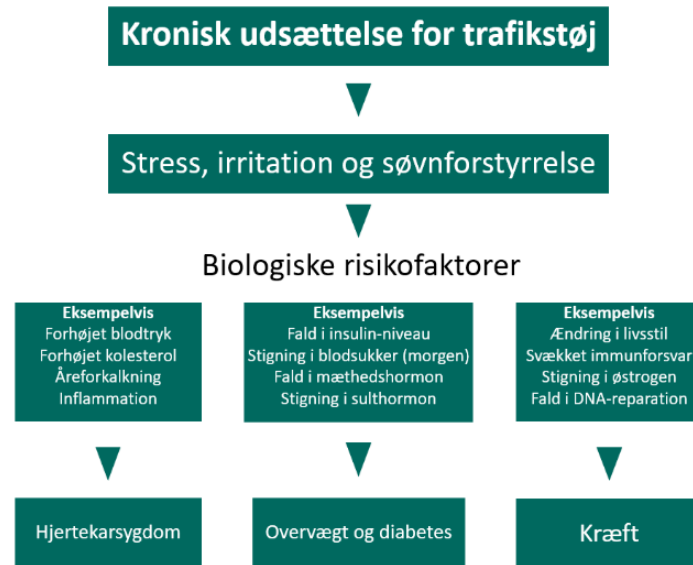 Kronisk udsættelse for trafikstøj
Stress, irritation og søvnforstyrrelse
Biologiske risikofaktorer
Eksempelvis
Forhøjet blodtryk
Forhøjet kolesterol
Åreforkalkning
Inflammation
Eksempelvis
Fald i insulin-niveau
Stigning i blodsukker (morgen)
Fald i mæthedshormon
Stigning i sulthormon
Eksempelvis
Ændring i livsstil
Svækket immunforsvar
Stigning i østrogen
Fald i DNA-reparation
Hjertekarsygdom
Overvægt og diabetes
Kræft